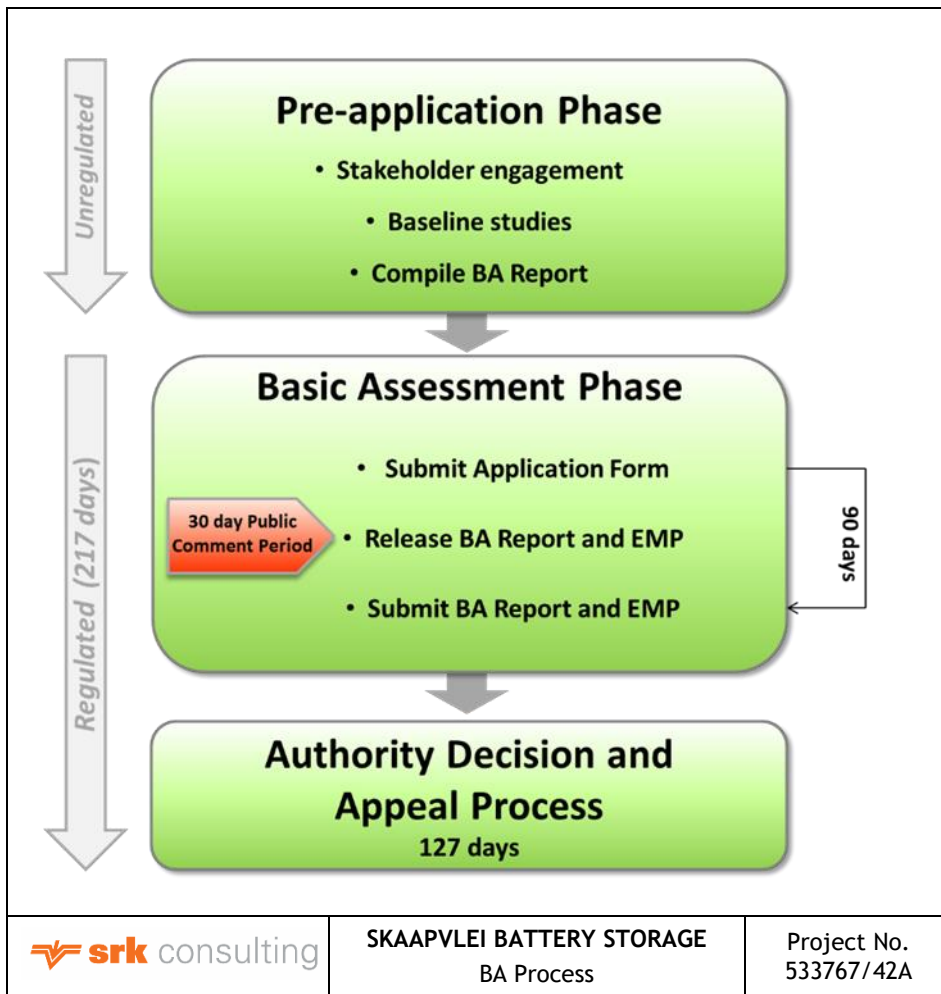 Unregulated
Pre-application Phase
• Stakeholder engagement
• Baseline studies
• Compile BA Report
Regulated (217 days)
Basic Assessment Phase
• Submit Application Form
30 day Public
Comment Period
• Release BA Report and EMP
• Submit BA Report and EMP
90 days
Authority Decision and
Appeal Process
127 days
srk consulting
SKAAPVLEI BATTERY STORAGE
BA Process
Project No.
533767/42A